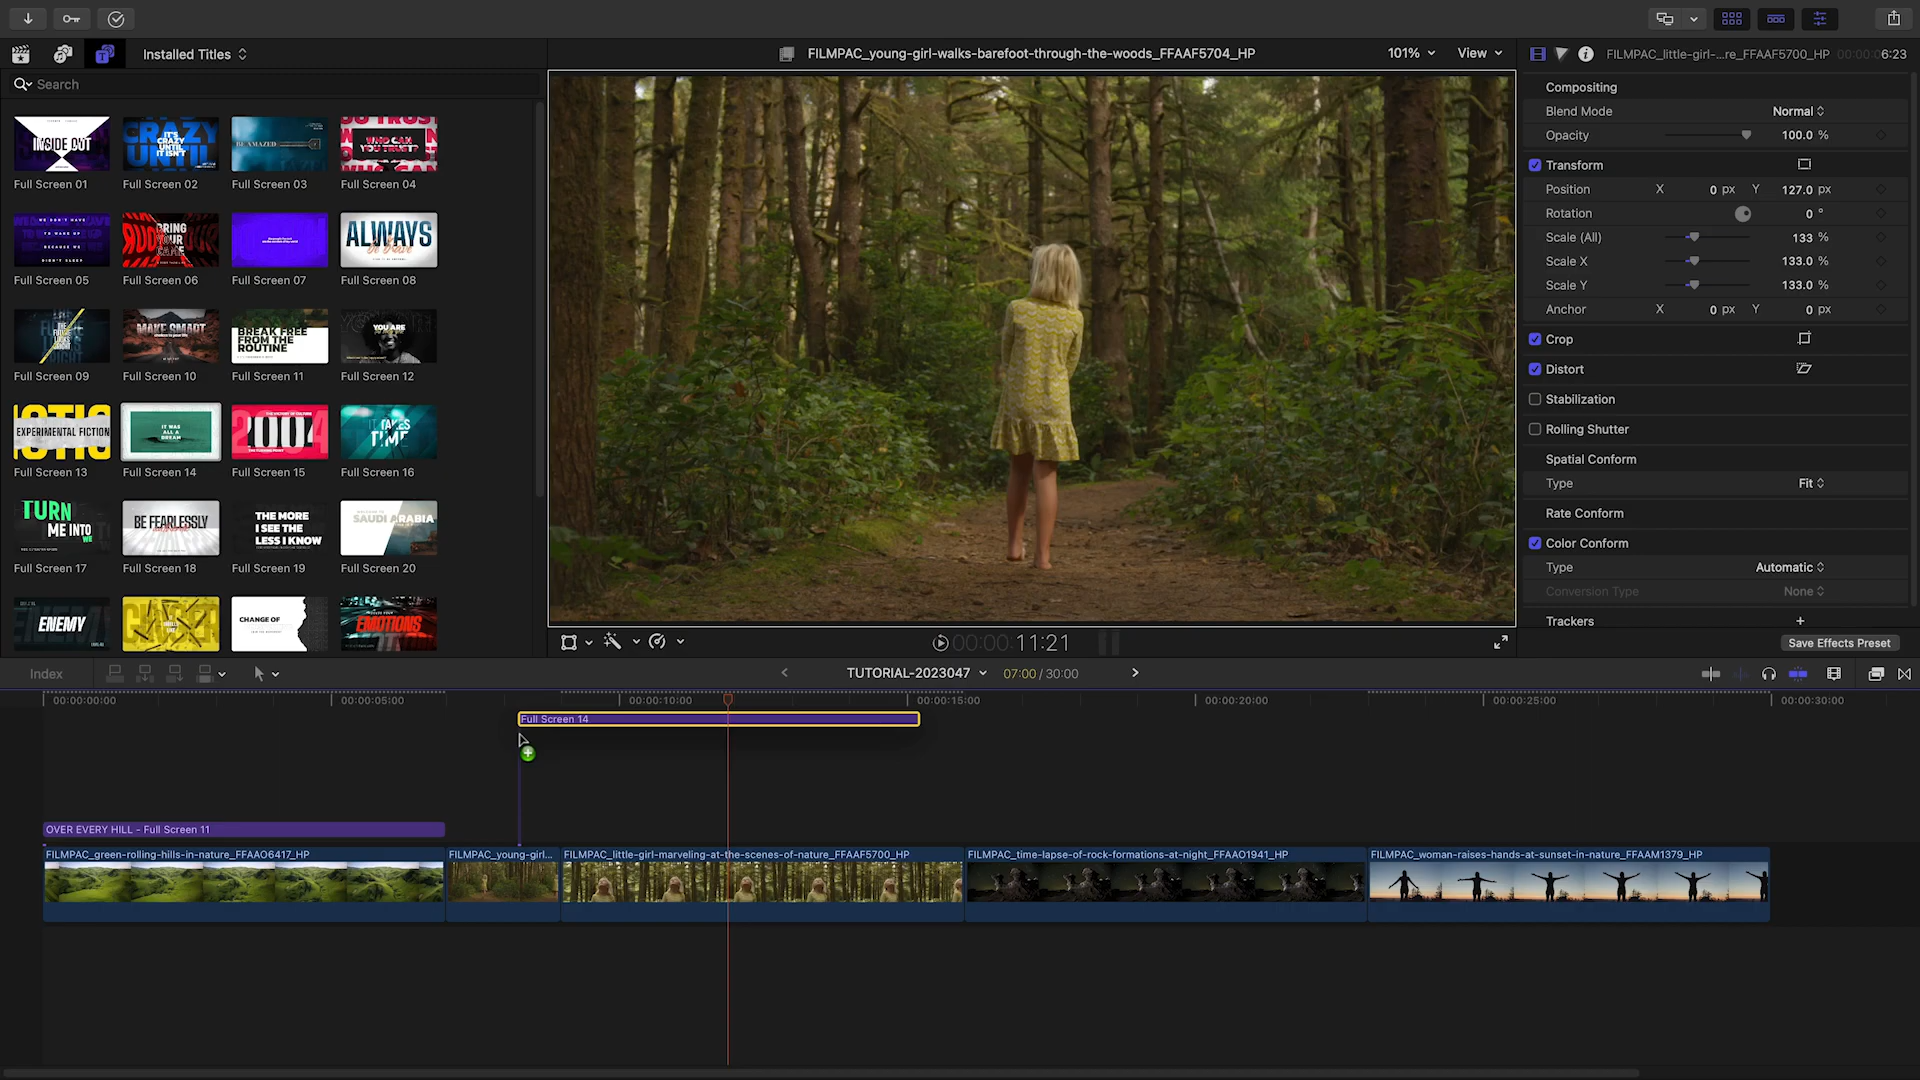 Installed Titles
FILMPAC_young-girl-walks-barefoot-through-the-woods_FFAAF5704_HP
101%
View
FILMPAC_little-girl-...re_FFAAF5700_HP
00:00:06:23
Search
INSIDE OUT
IT'S CRAZY UNTIL IT ISN'T
BE AMAZED
WHO CAN YOU TRUST?
Full Screen 01
Full Screen 02
Full Screen 03
Full Screen 04
WE DON'T HAVE TO WAKE UP BECAUSE WE DIDN'T SLEEP
BRING YOUR GAME
ALWAYS
Full Screen 05
Full Screen 06
Full Screen 07
Full Screen 08
MAKE SMART
BREAK FREE FROM THE ROUTINE
YOU ARE
Full Screen 09
Full Screen 10
Full Screen 11
Full Screen 12
EXPERIMENTAL FICTION
IT WAS ALL A DREAM
2004
IT TAKES TIME
Full Screen 13
Full Screen 14
Full Screen 15
Full Screen 16
TURN ME INTO
BE FEARLESSLY
THE MORE I SEE THE LESS I KNOW
SAUDI ARABIA
Full Screen 17
Full Screen 18
Full Screen 19
Full Screen 20
ENEMY
CHANGE OF
EMOTIONS
Compositing
Blend Mode
Normal
Opacity
100.0 %
Transform
Position X 0 px Y 127.0 px
Rotation 0 °
Scale (All) 133 %
Scale X 133.0 %
Scale Y 133.0 %
Anchor X 0 px Y 0 px
Crop
Distort
Stabilization
Rolling Shutter
Spatial Conform
Type Fit
Rate Conform
Color Conform
Type Automatic
Conversion Type None
Trackers +
Save Effects Preset
00:00:11:21
Index
TUTORIAL-2023047
07:00 / 30:00
00:00:00:00
00:00:05:00
00:00:10:00
00:00:15:00
00:00:20:00
00:00:25:00
00:00:30:00
Full Screen 14
OVER EVERY HILL - Full Screen 11
FILMPAC_green-rolling-hills-in-nature_FFAAO6417_HP
FILMPAC_young-girl...
FILMPAC_little-girl-marveling-at-the-scenes-of-nature_FFAAF5700_HP
FILMPAC_time-lapse-of-rock-formations-at-night_FFAAO1941_HP
FILMPAC_woman-raises-hands-at-sunset-in-nature_FFAAM1379_HP